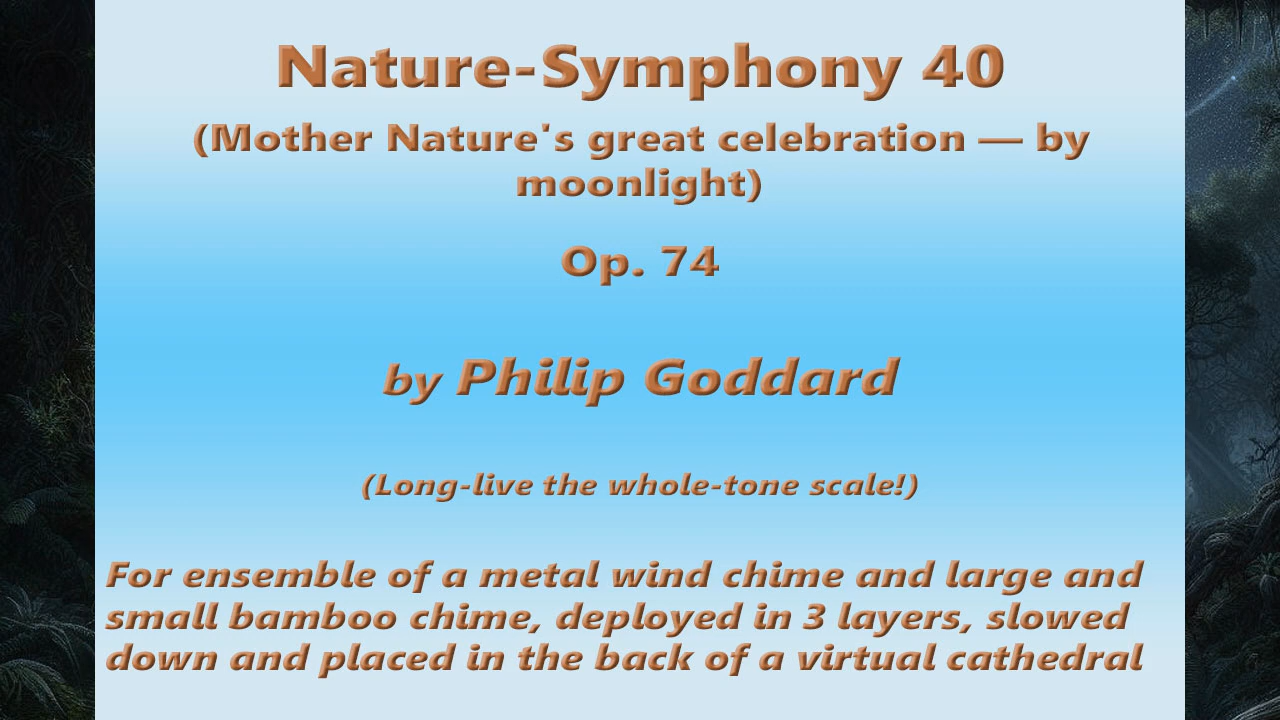 Nature-Symphony 40
(Mother Nature's great celebration — by
moonlight)
Op. 74
by Philip Goddard
(Long-live the whole-tone scale!)
For ensemble of a metal wind chime and large and
small bamboo chime, deployed in 3 layers, slowed
down and placed in the back of a virtual cathedral